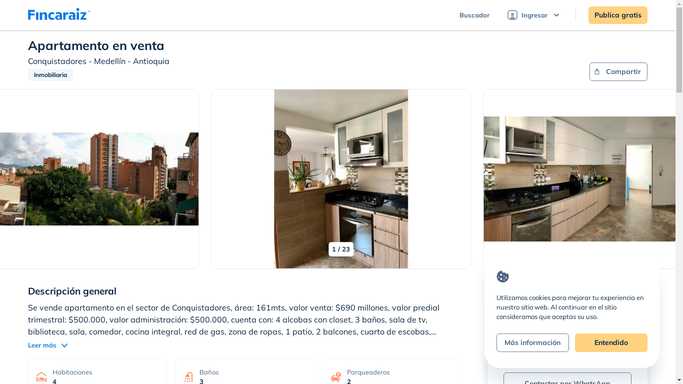 Fincaraiz
Buscador
Ingresar
Publica gratis
Apartamento en venta
Conquistadores - Medellín - Antioquia
Inmobiliaria
Compartir
1 / 23
Descripción general
Se vende apartamento en el sector de Conquistadores, área: 161mts, valor venta: $690 millones, valor predial
trimestral: $500.000, valor administración: $500.000, cuenta con: 4 alcobas con closet, 3 baños, sala de tv,
biblioteca, sala, comedor, cocina integral, red de gas, zona de ropas, 1 patio, 2 balcones, cuarto de escobas,...
Leer más
Habitaciones
4
Baños
3
Parqueaderos
2
Utilizamos cookies para mejorar tu experiencia en
nuestro sitio web. Al continuar en el sitio
consideramos que aceptas su uso.
Más información
Entendido
Contactar por WhatsApp